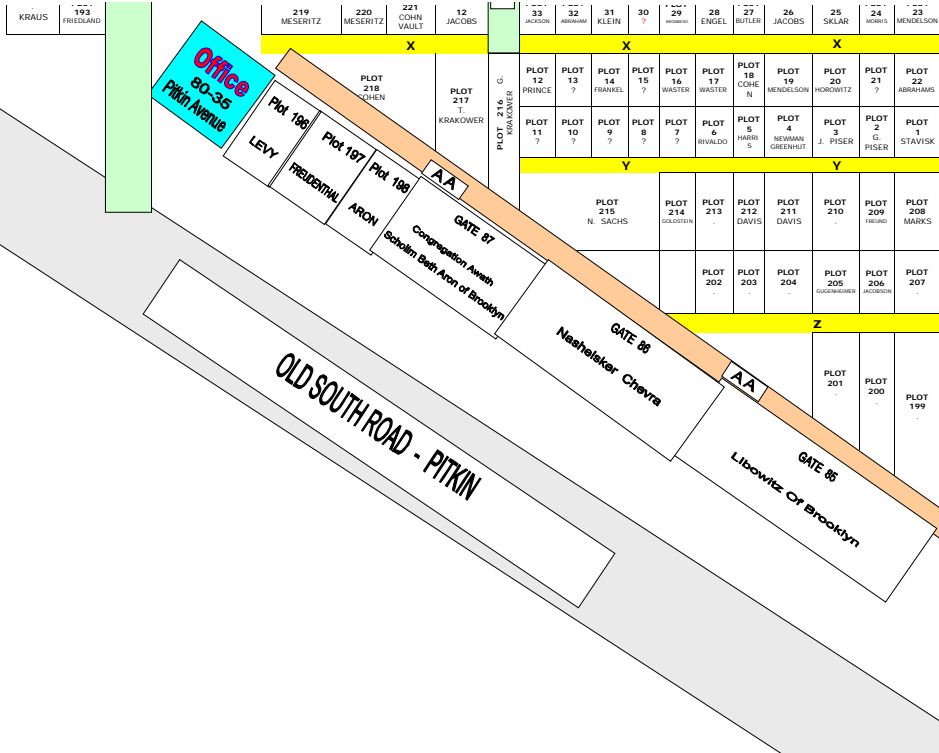 KRAUS
193
FRIEDLAND
219
MESERITZ
220
MESERITZ
221
COHN
VAULT
12
JACOBS
33
JACKSON
32
ABRAHAM
31
KLEIN
30
?
29
28
ENGEL
27
BUTLER
26
JACOBS
25
SKLAR
24
MORRIS
23
MENDELSON
X
X
X
Office
80-35
Pitkin Avenue
PLOT
218
COHEN
PLOT
217
T.
KRAKOWER
PLOT 216 G.
KRAKOWER
PLOT
12
PRINCE
PLOT
13
?
PLOT
14
FRANKEL
PLOT
15
?
PLOT
16
WASTER
PLOT
17
WASTER
PLOT
18
COHE
N
PLOT
19
MENDELSON
PLOT
20
HOROWITZ
PLOT
21
?
PLOT
22
ABRAHAMS
PLOT
11
?
PLOT
10
?
PLOT
9
?
PLOT
8
?
PLOT
7
?
PLOT
6
RIVALDO
PLOT
5
HARRI
S
PLOT
4
NEWMAN
GREENHUT
PLOT
3
J. PISER
PLOT
2
G.
PISER
PLOT
1
STAVISK
Y
Y
Plot 196
LEVY
Plot 197
FREUDENTHAL
Plot 198
ARON
AA
GATE 87
Congregation Awath
Scholim Beth Aron of Brooklyn
PLOT
215
N. SACHS
PLOT
214
GOLDSTEIN
PLOT
213
.
PLOT
212
DAVIS
PLOT
211
DAVIS
PLOT
210
.
PLOT
209
FREUND
PLOT
208
MARKS
PLOT
202
.
PLOT
203
.
PLOT
204
.
PLOT
205
GUGENHEIMER
PLOT
206
JACOBSON
PLOT
207
.
Z
GATE 86
Nashelsker Chevra
AA
PLOT
201
.
PLOT
200
.
PLOT
199
.
GATE 85
Libowitz Of Brooklyn
OLD SOUTH ROAD - PITKIN